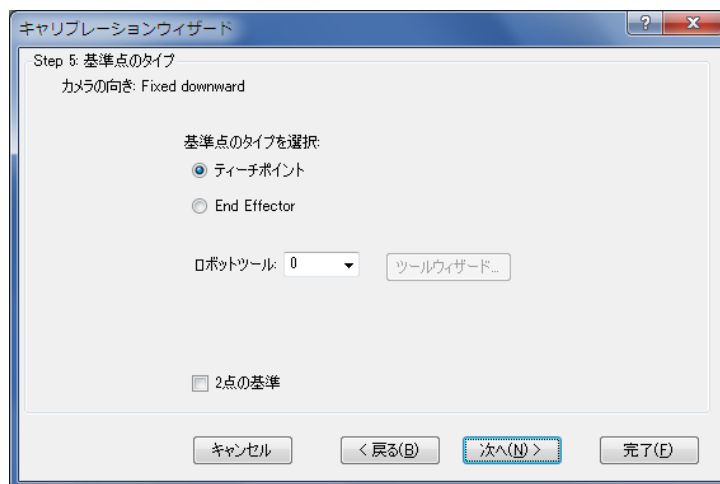 キャリブレーションウィザード
Step 5: 基準点のタイプ
カメラの向き: Fixed downward
基準点のタイプを選択:
ティーチポイント
End Effector
ロボットツール: 0 ツールウィザード...
2点の基準
キャンセル < 戻る(B) 次へ(N) > 完了(F)